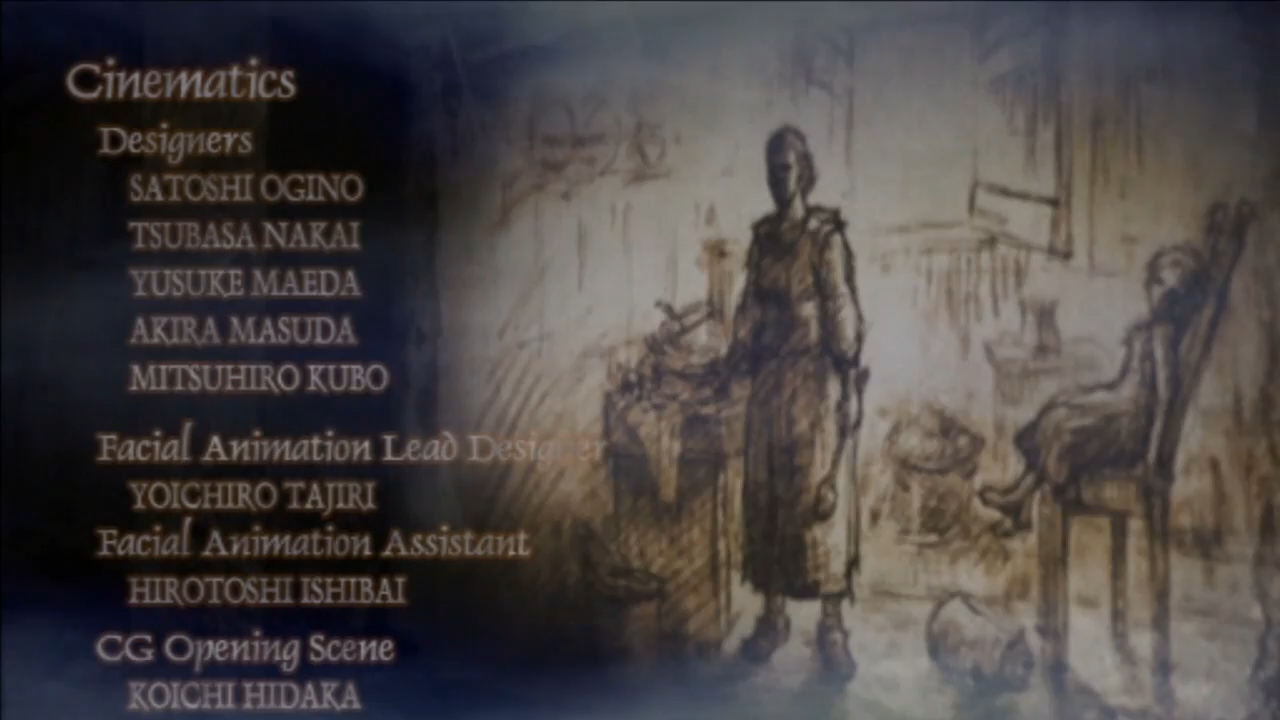 Cinematics
Designers
SATOSHI OGINO
TSUBASA NAKAI
YUSUKE MAEDA
AKIRA MASUDA
MITSUHIRO KUBO
Facial Animation Lead Designer
YOICHIRO TAJIRI
Facial Animation Assistant
HIROTOSHI ISHIBAI
CG Opening Scene
KOICHI HIDAKA